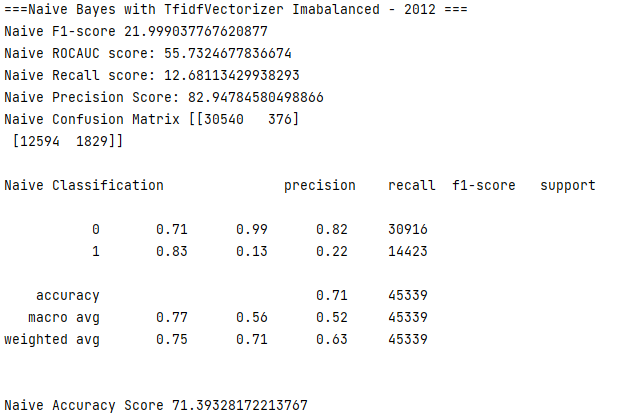 ===Naive Bayes with TfidfVectorizer Imabalanced - 2012 ===
Naive F1-score 21.999037767620877
Naive ROCAUC score: 55.7324677836674
Naive Recall score: 12.68113429938293
Naive Precision Score: 82.94784580498866
Naive Confusion Matrix [[30540   376]
 [12594  1829]]
Naive Classification               precision    recall  f1-score   support
           0       0.71      0.99      0.82     30916
           1       0.83      0.13      0.22     14423
    accuracy                           0.71     45339
   macro avg       0.77      0.56      0.52     45339
weighted avg       0.75      0.71      0.63     45339
Naive Accuracy Score 71.39328172213767